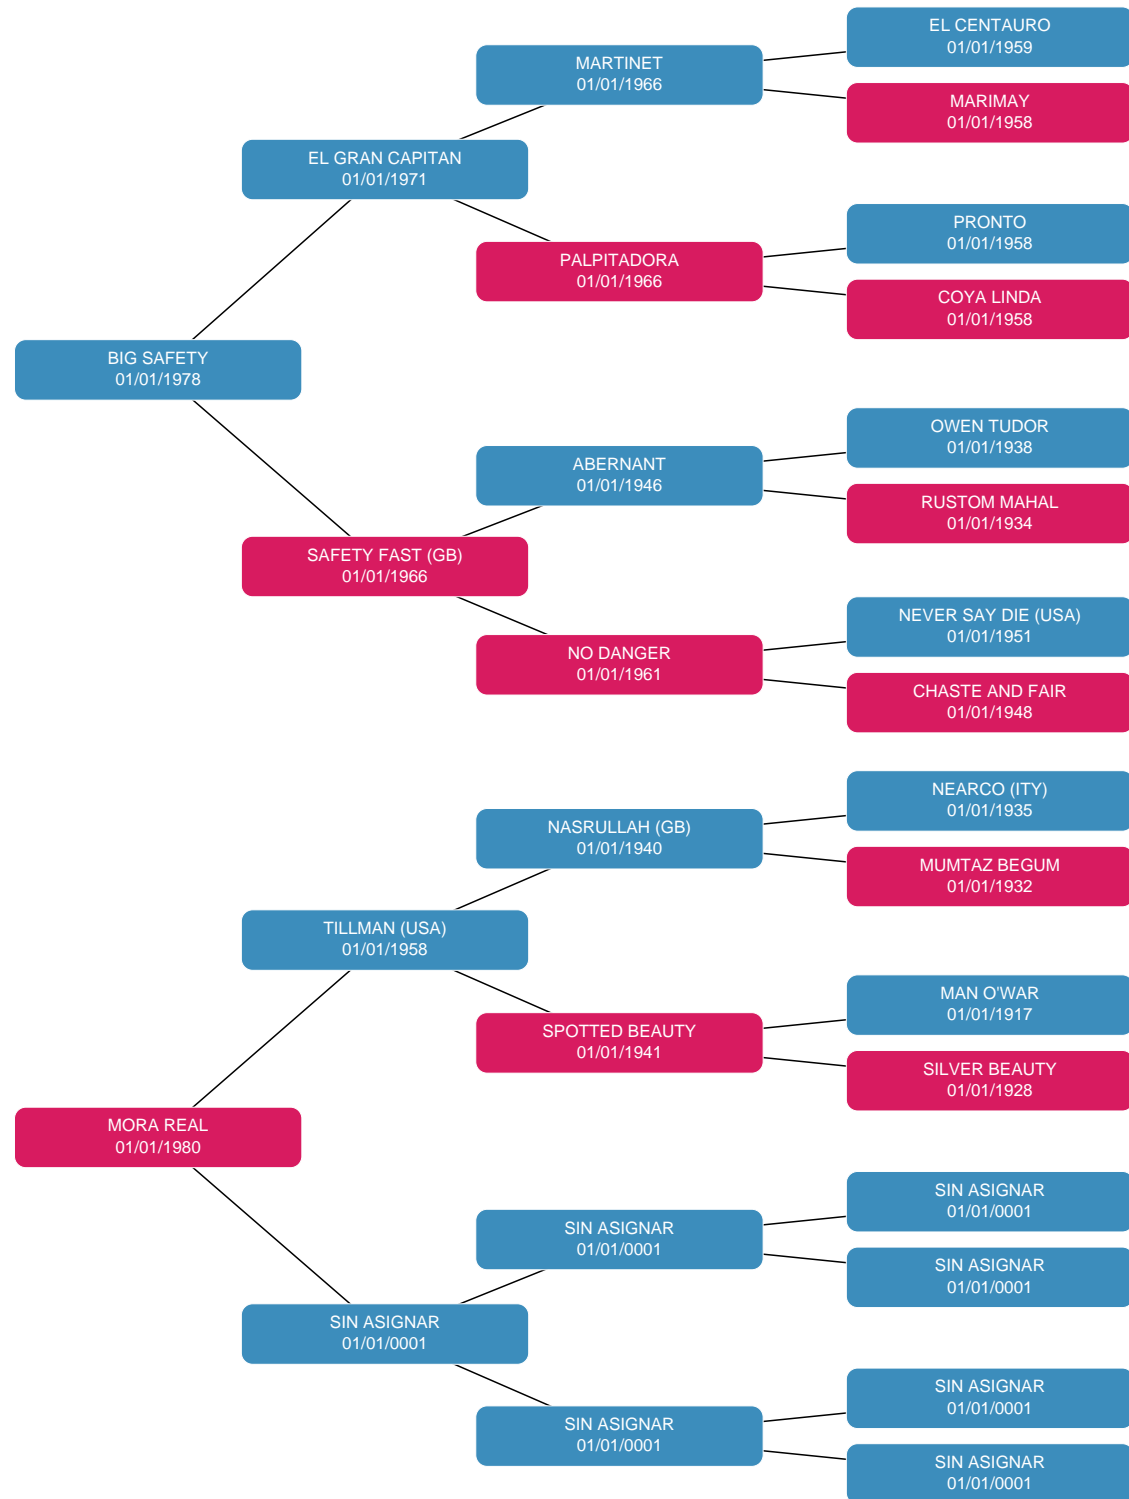 EL CENTAURO
01/01/1959
MARTINET
01/01/1966
MARIMAY
01/01/1958
EL GRAN CAPITAN
01/01/1971
PRONTO
01/01/1958
PALPITADORA
01/01/1966
COYA LINDA
01/01/1958
BIG SAFETY
01/01/1978
OWEN TUDOR
01/01/1938
ABERNANT
01/01/1946
RUSTOM MAHAL
01/01/1934
SAFETY FAST (GB)
01/01/1966
NEVER SAY DIE (USA)
01/01/1951
NO DANGER
01/01/1961
CHASTE AND FAIR
01/01/1948
NEARCO (ITY)
01/01/1935
NASRULLAH (GB)
01/01/1940
MUMTAZ BEGUM
01/01/1932
TILLMAN (USA)
01/01/1958
MAN O'WAR
01/01/1917
SPOTTED BEAUTY
01/01/1941
SILVER BEAUTY
01/01/1928
MORA REAL
01/01/1980
SIN ASIGNAR
01/01/0001
SIN ASIGNAR
01/01/0001
SIN ASIGNAR
01/01/0001
SIN ASIGNAR
01/01/0001
SIN ASIGNAR
01/01/0001
SIN ASIGNAR
01/01/0001
SIN ASIGNAR
01/01/0001